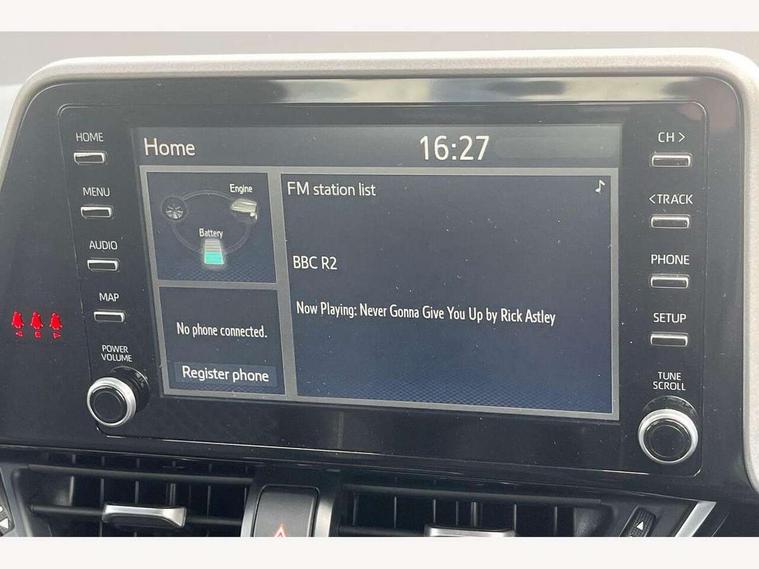 HOME
MENU
AUDIO
MAP
POWER
VOLUME
Home
16:27
Engine
Battery
No phone connected.
Register phone
FM station list
BBC R2
Now Playing: Never Gonna Give You Up by Rick Astley
CH >
< TRACK
PHONE
SETUP
TUNE
SCROLL